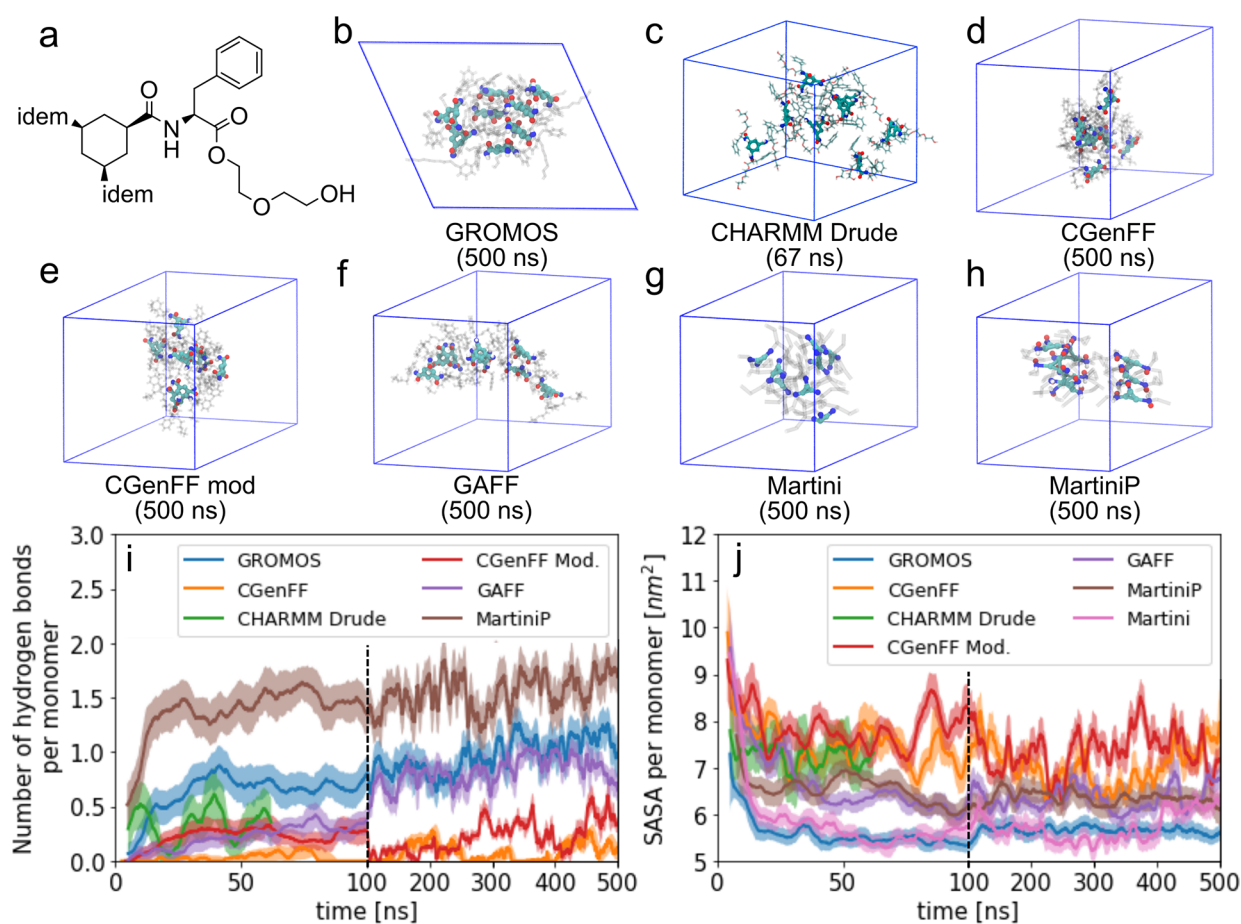 a
idem
idem
O
N
H
O
O
O
OH
b
GROMOS
(500 ns)
c
CHARMM Drude
(67 ns)
d
CGenFF
(500 ns)
e
CGenFF mod
(500 ns)
f
GAFF
(500 ns)
g
Martini
(500 ns)
h
MartiniP
(500 ns)
i
Number of hydrogen bonds
per monomer
3.0
2.5
2.0
1.5
1.0
0.5
0.0
GROMOS
CGenFF
CHARMM Drude
CGenFF Mod.
GAFF
MartiniP
0 50 100 200 300 400 500
time [ns]
j
SASA per monomer [nm²]
12
11
10
9
8
7
6
5
GROMOS
CGenFF
CHARMM Drude
CGenFF Mod.
GAFF
MartiniP
Martini
0 50 100 200 300 400 500
time [ns]